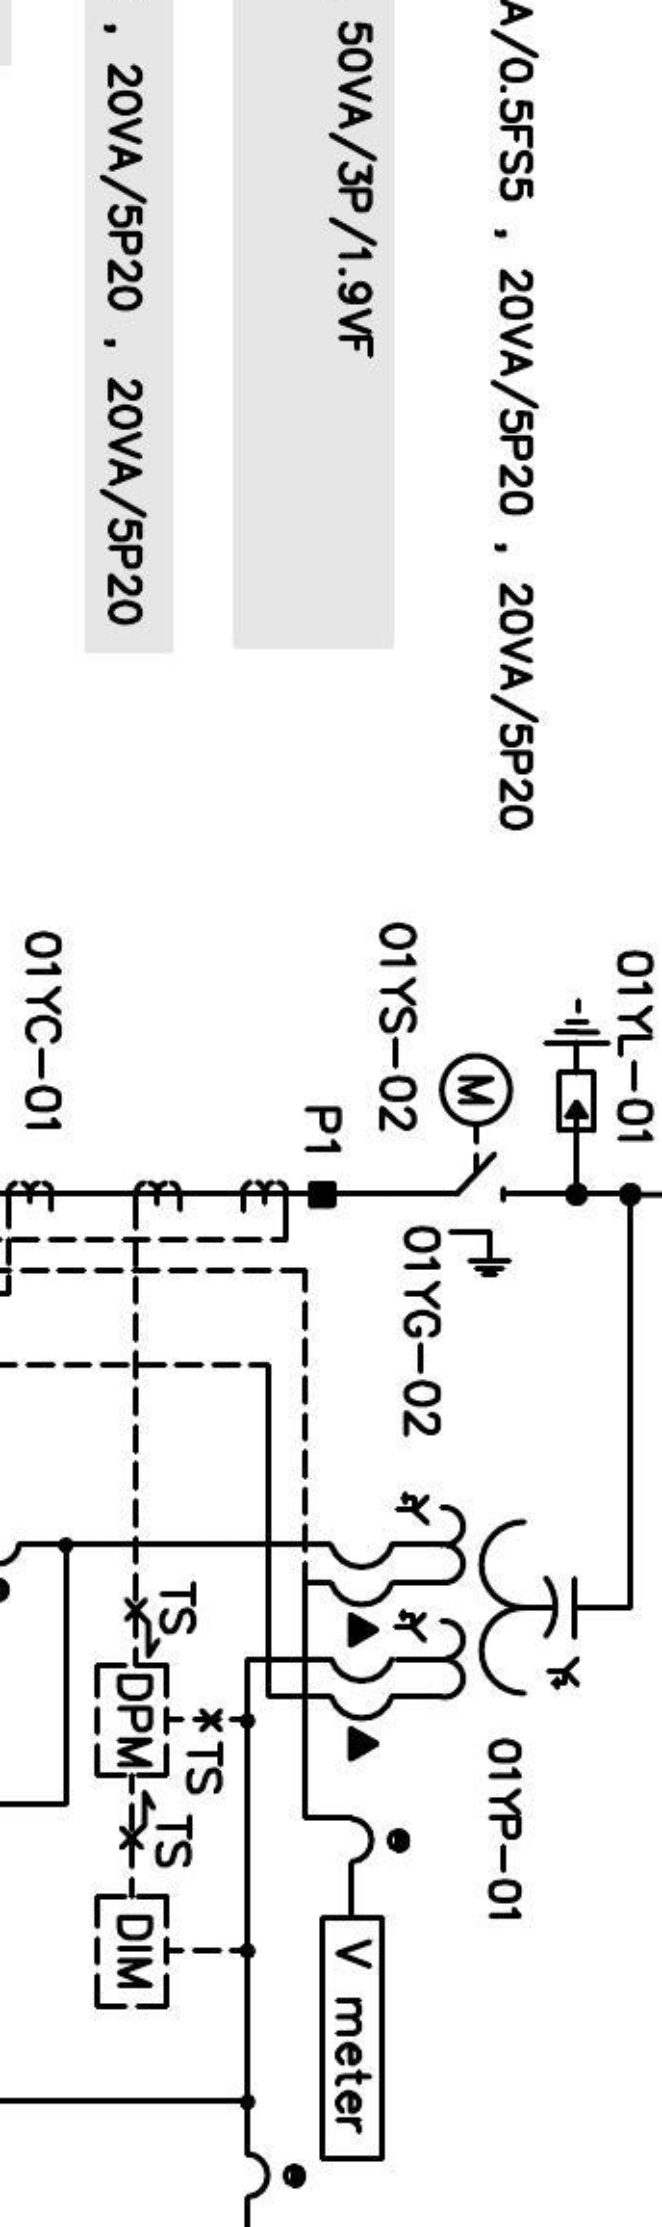 A/0.5FS5 , 20VA/5P20 , 20VA/5P20
50VA/3P/1.9VF
, 20VA/5P20 , 20VA/5P20
01YL-01
M
01YS-02
01YG-02
P1
01YC-01
01YP-01
V meter
TS
DPM
TS
TS
DIM